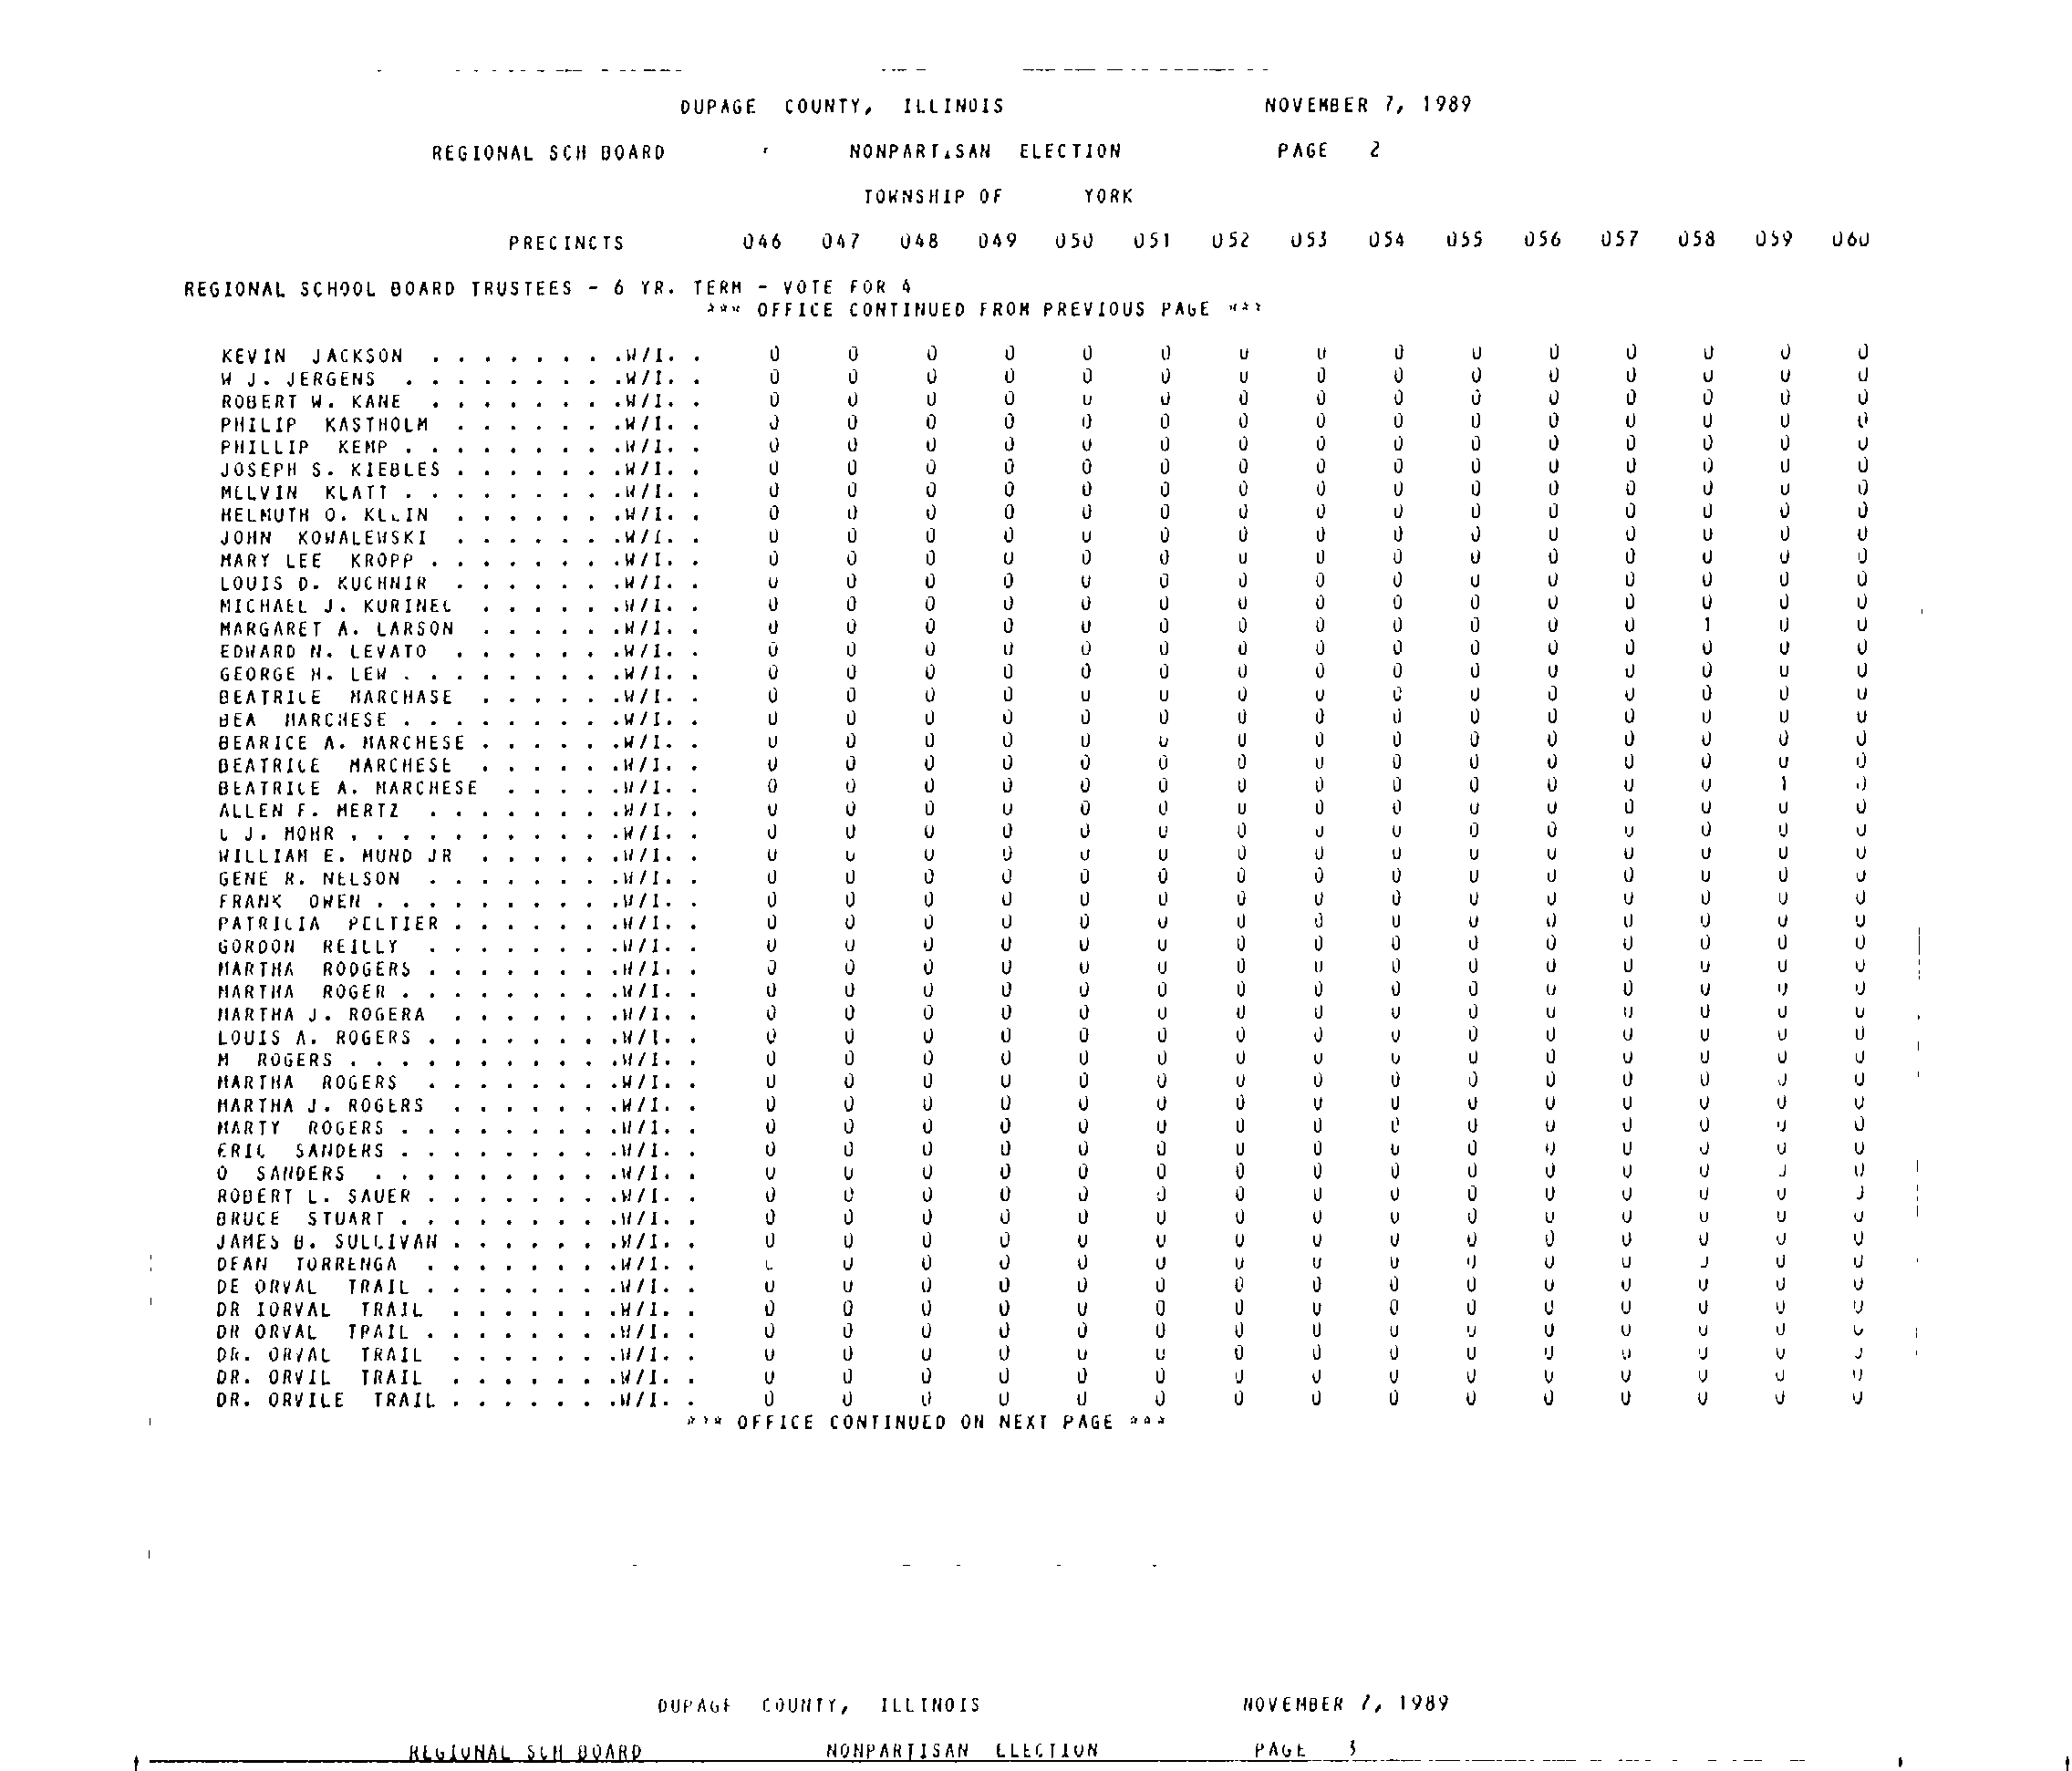 DUPAGE COUNTY, ILLINOIS NOVEMBER 7, 1989
REGIONAL SCH BOARD NONPARTISAN ELECTION PAGE 2
TOWNSHIP OF YORK
PRECINCTS 046 047 048 049 050 051 052 053 054 055 056 057 058 059 060
REGIONAL SCHOOL BOARD TRUSTEES - 6 YR. TERM - VOTE FOR 4
*** OFFICE CONTINUED FROM PREVIOUS PAGE ***
KEVIN JACKSON . . . . . . . .W/I. . 0 0 0 0 0 0 0 0 0 0 0 0 0 0 0
W J. JERGENS . . . . . . . . .W/I. . 0 0 0 0 0 0 0 0 0 0 0 0 0 0 0
ROBERT W. KANE . . . . . . . .W/I. . 0 0 0 0 0 0 0 0 0 0 0 0 0 0 0
PHILIP KASTHOLM . . . . . . .W/I. . 0 0 0 0 0 0 0 0 0 0 0 0 0 0 0
PHILLIP KEMP . . . . . . . . .W/I. . 0 0 0 0 0 0 0 0 0 0 0 0 0 0 0
JOSEPH S. KIEBLES . . . . . . .W/I. . 0 0 0 0 0 0 0 0 0 0 0 0 0 0 0
MELVIN KLATT . . . . . . . . .W/I. . 0 0 0 0 0 0 0 0 0 0 0 0 0 0 0
HELMUTH O. KLEIN . . . . . . .W/I. . 0 0 0 0 0 0 0 0 0 0 0 0 0 0 0
JOHN KOWALEWSKI . . . . . . .W/I. . 0 0 0 0 0 0 0 0 0 0 0 0 0 0 0
MARY LEE KROPP . . . . . . . .W/I. . 0 0 0 0 0 0 0 0 0 0 0 0 0 0 0
LOUIS D. KUCHNIR . . . . . . .W/I. . 0 0 0 0 0 0 0 0 0 0 0 0 0 0 0
MICHAEL J. KURINEC . . . . . .W/I. . 0 0 0 0 0 0 0 0 0 0 0 0 0 0 0
MARGARET A. LARSON . . . . . .W/I. . 0 0 0 0 0 0 0 0 0 0 0 0 1 0 0
EDWARD N. LEVATO . . . . . . .W/I. . 0 0 0 0 0 0 0 0 0 0 0 0 0 0 0
GEORGE H. LEW . . . . . . . . .W/I. . 0 0 0 0 0 0 0 0 0 0 0 0 0 0 0
BEATRICE MARCHASE . . . . . .W/I. . 0 0 0 0 0 0 0 0 0 0 0 0 0 0 0
BEA MARCHESE . . . . . . . . .W/I. . 0 0 0 0 0 0 0 0 0 0 0 0 0 0 0
BEARICE A. MARCHESE . . . . . .W/I. . 0 0 0 0 0 0 0 0 0 0 0 0 0 0 0
BEATRICE MARCHESE . . . . . .W/I. . 0 0 0 0 0 0 0 0 0 0 0 0 0 0 0
BEATRICE A. MARCHESE . . . . .W/I. . 0 0 0 0 0 0 0 0 0 0 0 0 0 1 0
ALLEN F. MERTZ . . . . . . . .W/I. . 0 0 0 0 0 0 0 0 0 0 0 0 0 0 0
L J. MOHR . . . . . . . . . . .W/I. . 0 0 0 0 0 0 0 0 0 0 0 0 0 0 0
WILLIAM E. MUND JR . . . . . .W/I. . 0 0 0 0 0 0 0 0 0 0 0 0 0 0 0
GENE R. NELSON . . . . . . . .W/I. . 0 0 0 0 0 0 0 0 0 0 0 0 0 0 0
FRANK OWEN . . . . . . . . . .W/I. . 0 0 0 0 0 0 0 0 0 0 0 0 0 0 0
PATRICIA PELTIER . . . . . . .W/I. . 0 0 0 0 0 0 0 0 0 0 0 0 0 0 0
GORDON REILLY . . . . . . . .W/I. . 0 0 0 0 0 0 0 0 0 0 0 0 0 0 0
MARTHA RODGERS . . . . . . . .W/I. . 0 0 0 0 0 0 0 0 0 0 0 0 0 0 0
MARTHA ROGER . . . . . . . . .W/I. . 0 0 0 0 0 0 0 0 0 0 0 0 0 0 0
MARTHA J. ROGERA . . . . . . .W/I. . 0 0 0 0 0 0 0 0 0 0 0 0 0 0 0
LOUIS A. ROGERS . . . . . . . .W/I. . 0 0 0 0 0 0 0 0 0 0 0 0 0 0 0
M ROGERS . . . . . . . . . . .W/I. . 0 0 0 0 0 0 0 0 0 0 0 0 0 0 0
MARTHA ROGERS . . . . . . . .W/I. . 0 0 0 0 0 0 0 0 0 0 0 0 0 0 0
MARTHA J. ROGERS . . . . . . .W/I. . 0 0 0 0 0 0 0 0 0 0 0 0 0 0 0
MARTY ROGERS . . . . . . . . .W/I. . 0 0 0 0 0 0 0 0 0 0 0 0 0 0 0
ERIC SANDERS . . . . . . . . .W/I. . 0 0 0 0 0 0 0 0 0 0 0 0 0 0 0
O SANDERS . . . . . . . . . .W/I. . 0 0 0 0 0 0 0 0 0 0 0 0 0 0 0
ROBERT L. SAUER . . . . . . . .W/I. . 0 0 0 0 0 0 0 0 0 0 0 0 0 0 0
BRUCE STUART . . . . . . . . .W/I. . 0 0 0 0 0 0 0 0 0 0 0 0 0 0 0
JAMES B. SULLIVAN . . . . . . .W/I. . 0 0 0 0 0 0 0 0 0 0 0 0 0 0 0
DEAN TORRENGA . . . . . . . .W/I. . 0 0 0 0 0 0 0 0 0 0 0 0 0 0 0
DE ORVAL TRAIL . . . . . . . .W/I. . 0 0 0 0 0 0 0 0 0 0 0 0 0 0 0
DR IORVAL TRAIL . . . . . . .W/I. . 0 0 0 0 0 0 0 0 0 0 0 0 0 0 0
DR ORVAL TRAIL . . . . . . . .W/I. . 0 0 0 0 0 0 0 0 0 0 0 0 0 0 0
DR. ORVAL TRAIL . . . . . . .W/I. . 0 0 0 0 0 0 0 0 0 0 0 0 0 0 0
DR. ORVIL TRAIL . . . . . . .W/I. . 0 0 0 0 0 0 0 0 0 0 0 0 0 0 0
DR. ORVILE TRAIL . . . . . . .W/I. . 0 0 0 0 0 0 0 0 0 0 0 0 0 0 0
*** OFFICE CONTINUED ON NEXT PAGE ***
DUPAGE COUNTY, ILLINOIS NOVEMBER 7, 1989
REGIONAL SCH BOARD NONPARTISAN ELECTION PAGE 3